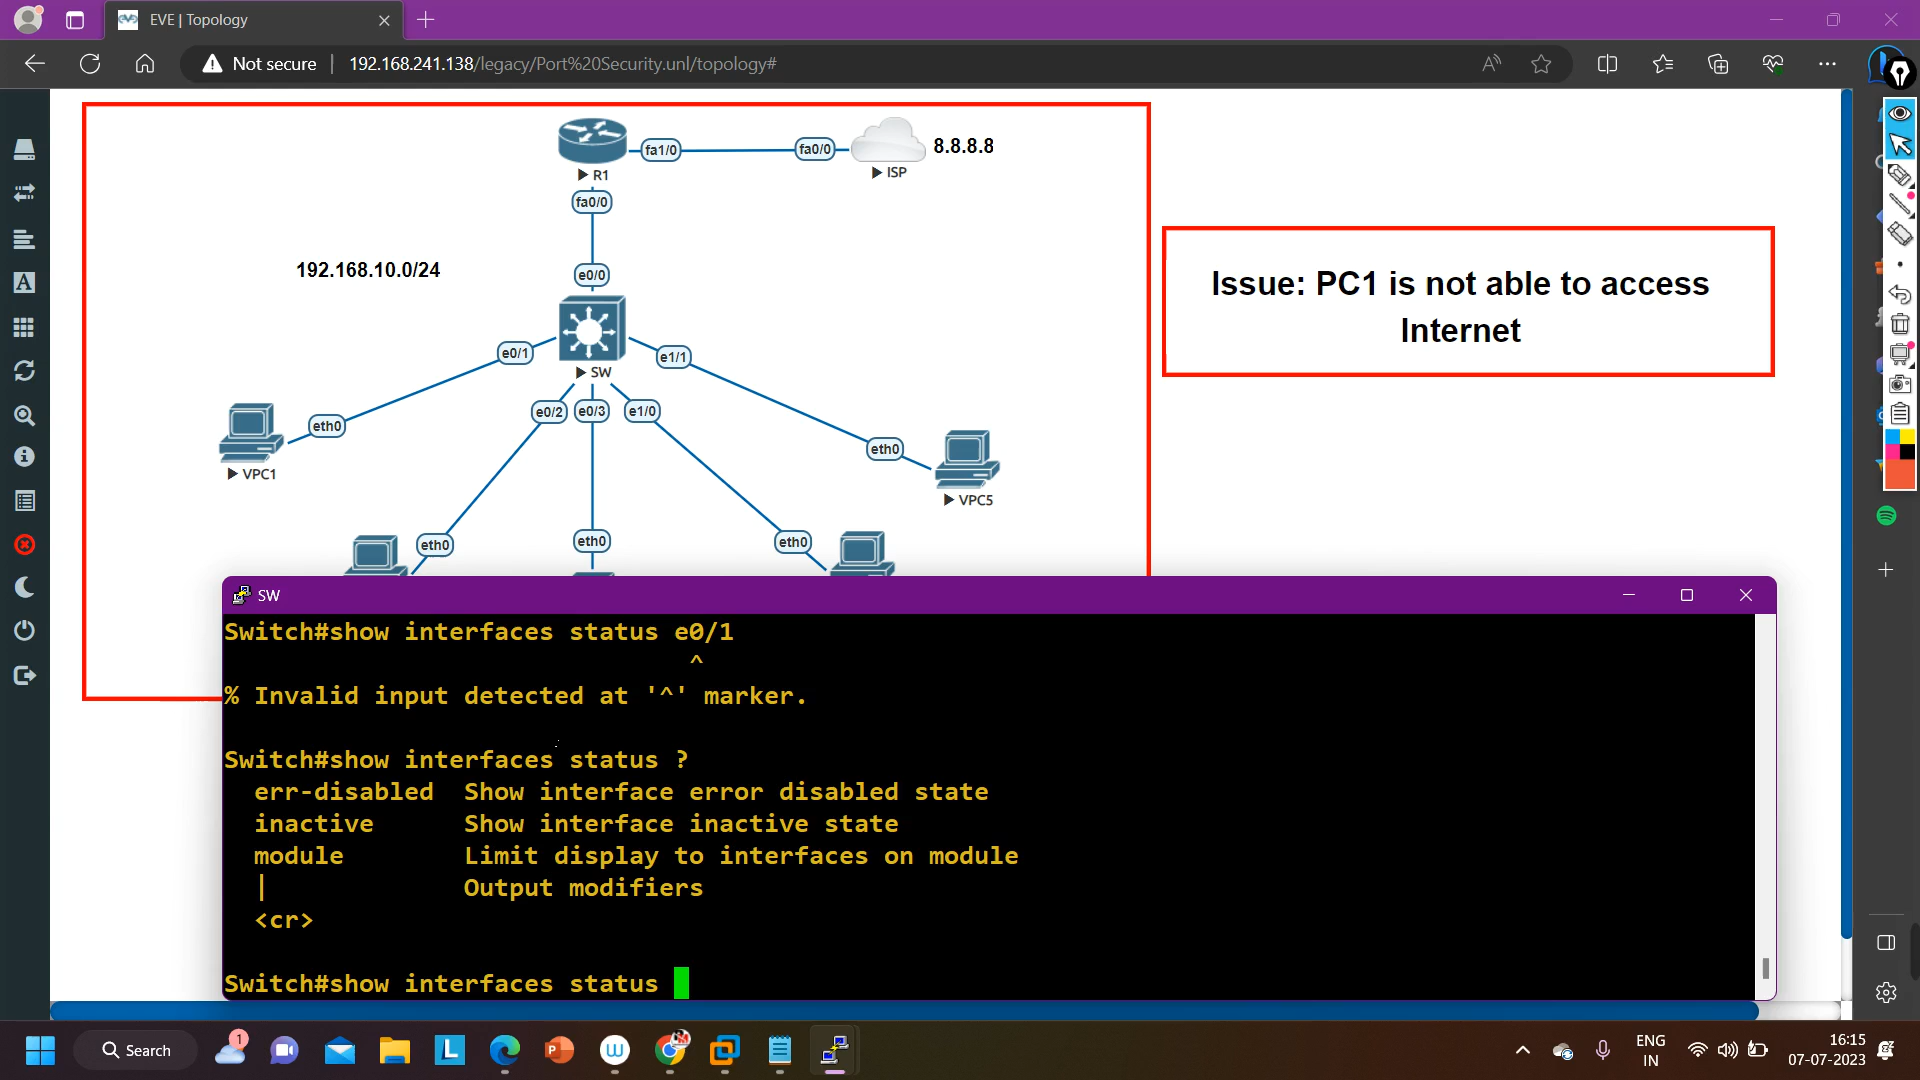 EVE | Topology
Not secure
192.168.241.138/legacy/Port%20Security.unl/topology#
R1
fa1/0
fa0/0
ISP
8.8.8.8
fa0/0
192.168.10.0/24
e0/0
SW
e0/1
e1/1
e0/2
e0/3
e1/0
eth0
VPC1
eth0
VPC5
eth0
eth0
eth0
Issue: PC1 is not able to access
Internet
SW
Switch#show interfaces status e0/1
^
% Invalid input detected at '^' marker.
Switch#show interfaces status ?
err-disabled Show interface error disabled state
inactive Show interface inactive state
module Limit display to interfaces on module
| Output modifiers
<cr>
Switch#show interfaces status
Search
1
ENG
IN
16:15
07-07-2023